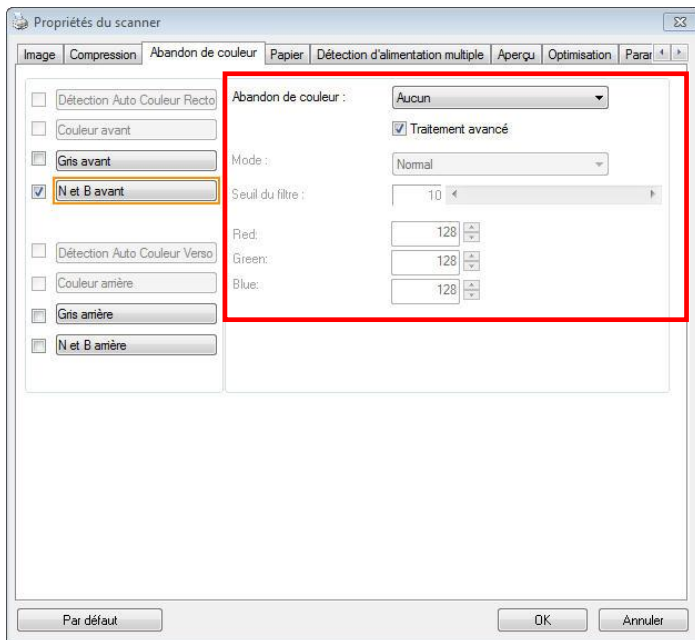 Propriétés du scanner
Image Compression Abandon de couleur Papier Détection d'alimentation multiple Aperçu Optimisation Parar
Détection Auto Couleur Recto
Couleur avant
Gris avant
N et B avant
Détection Auto Couleur Verso
Couleur arrière
Gris arrière
N et B arrière
Abandon de couleur : Aucun
Traitement avancé
Mode : Normal
Seuil du filtre : 10
Red: 128
Green: 128
Blue: 128
Par défaut OK Annuler